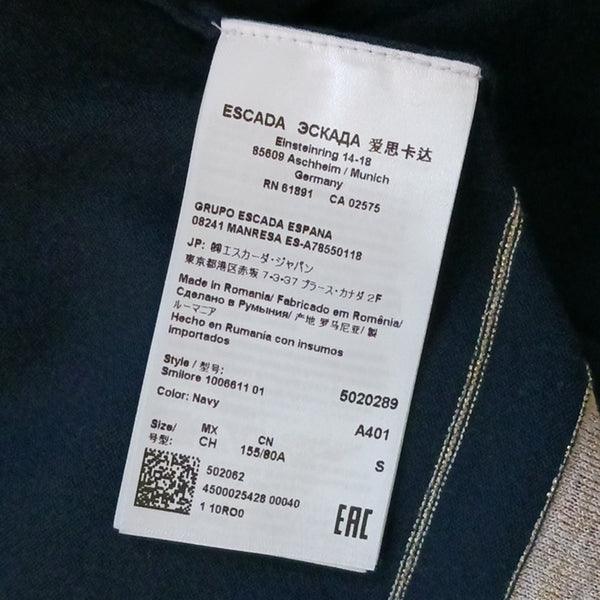 ESCADA ЭСКАДА 爱思卡达
Einsteinring 14-18
85609 Aschheim / Munich
Germany
RN 61891 CA 02575
GRUPO ESCADA ESPANA
08241 MANRESA ES-A78550118
JP: ㈱エスカーダ・ジャパン
東京都港区赤坂 7-3-37 プラース・カナダ 2F
Made in Romania/ Fabricado em Romênia/
Сделано в Румыния/ 产地 罗马尼亚/ 製
ルーマニア
Hecho en Rumania con insumos
importados
Style / 型号:
Smilore 1006611 01 5020289
Color: Navy A401
Size/ MX CN
号型: CH 155/80A S
502062
4500025428 00040
1 10RO0
EAC